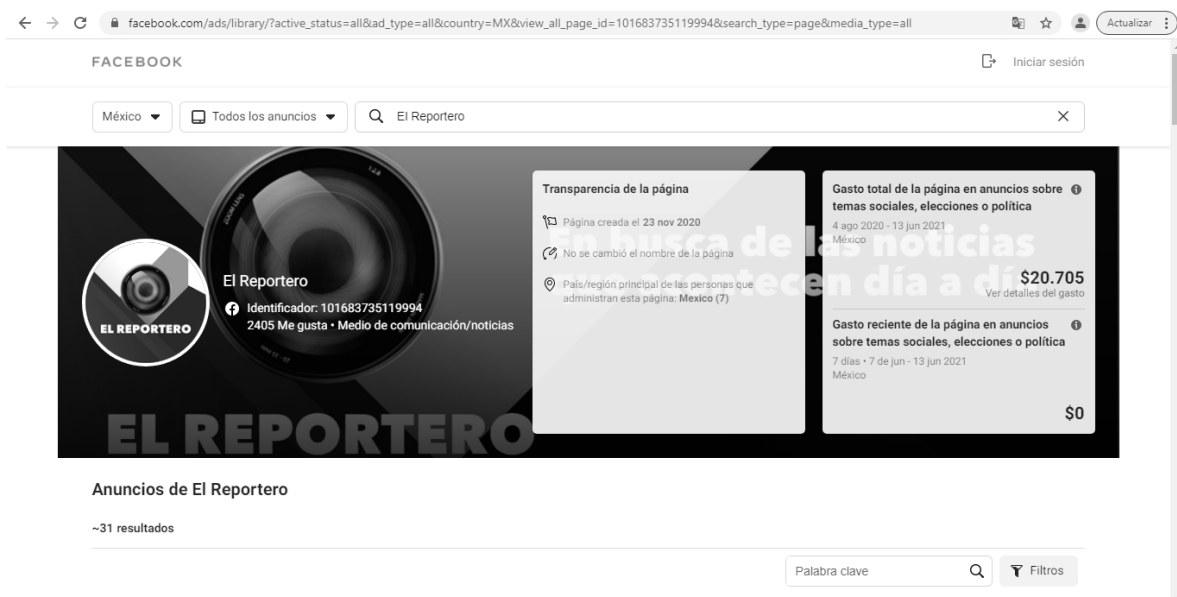 facebook.com/ads/library/?active_status=all&ad_type=all&country=MX&view_all_page_id=101683735119994&search_type=page&media_type=all
Actualizar
FACEBOOK
Iniciar sesión
México
Todos los anuncios
El Reportero
El Reportero
Identificador: 101683735119994
2405 Me gusta • Medio de comunicación/noticias
EL REPORTERO
EL REPORTERO
En busca de las noticias
que acontecen día a día
Transparencia de la página
Página creada el 23 nov 2020
No se cambió el nombre de la página
País/región principal de las personas que
administran esta página: Mexico (7)
Gasto total de la página en anuncios sobre
temas sociales, elecciones o política
4 ago 2020 - 13 jun 2021
México
$20.705
Ver detalles del gasto
Gasto reciente de la página en anuncios
sobre temas sociales, elecciones o política
7 días • 7 de jun - 13 jun 2021
México
$0
Anuncios de El Reportero
~31 resultados
Palabra clave
Filtros